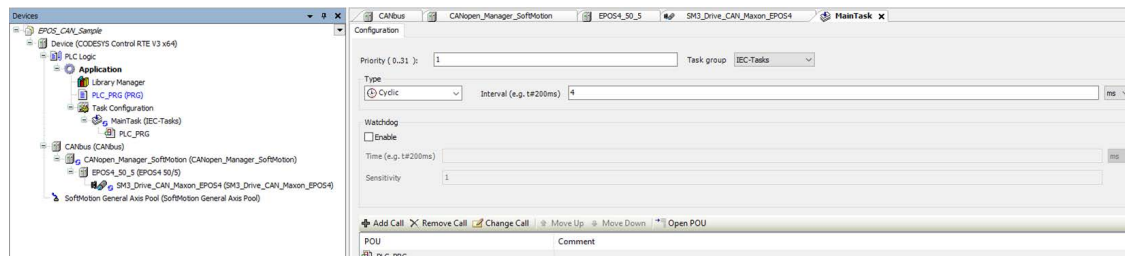 Devices
EPOS_CAN_Sample
Device (CODESYS Control RTE V3 x64)
PLC Logic
Application
Library Manager
PLC_PRG (PRG)
Task Configuration
MainTask (IEC-Tasks)
PLC_PRG
CANbus (CANbus)
CANopen_Manager_SoftMotion (CANopen_Manager_SoftMotion)
EPOS4_50_5 (EPOS4 50/5)
SM3_Drive_CAN_Maxon_EPOS4 (SM3_Drive_CAN_Maxon_EPOS4)
SoftMotion General Axis Pool (SoftMotion General Axis Pool)
CANbus CANopen_Manager_SoftMotion EPOS4_50_5 SM3_Drive_CAN_Maxon_EPOS4 MainTask
Configuration
Priority ( 0..31 ): 1 Task group IEC-Tasks
Type
Cyclic Interval (e.g. t#200ms) 4 ms
Watchdog
Enable
Time (e.g. t#200ms) ms
Sensitivity 1
Add Call Remove Call Change Call Move Up Move Down Open POU
POU Comment
PLC_PRG